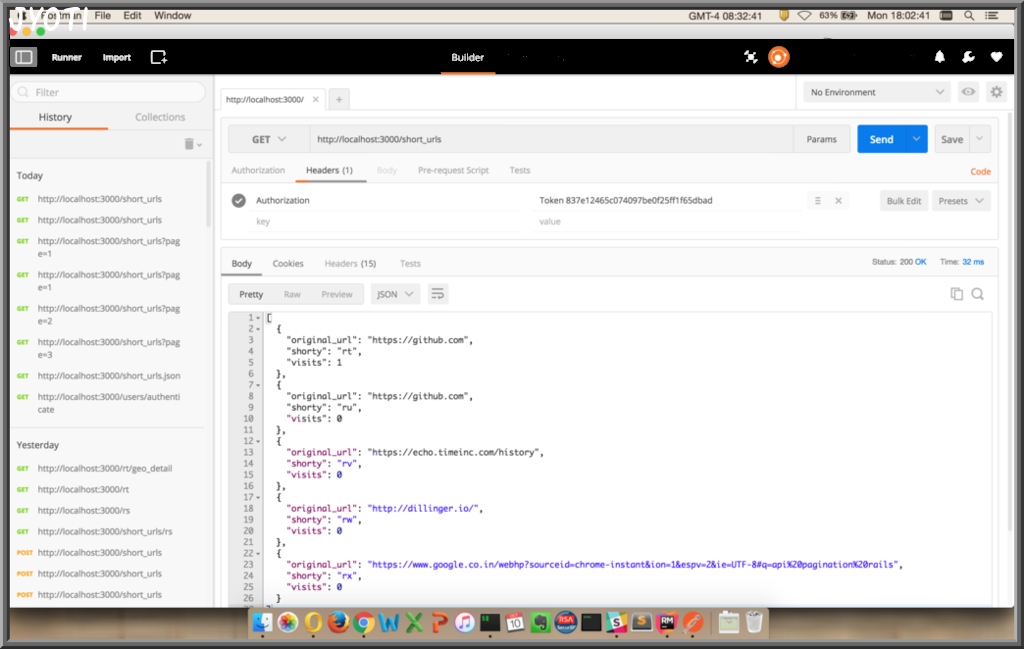 JYOTI
Postman File Edit Window GMT-4 08:32:41 63% Mon 18:02:41
Runner Import Builder
Filter
History Collections
http://localhost:3000/ No Environment
GET http://localhost:3000/short_urls Params Send Save
Authorization Headers (1) Body Pre-request Script Tests Code
Authorization Token 837e12465c074097be0f25ff1f65dbad Bulk Edit Presets
key value
Today
GET http://localhost:3000/short_urls
GET http://localhost:3000/short_urls
GET http://localhost:3000/short_urls?pag
e=1
GET http://localhost:3000/short_urls?pag
e=1
GET http://localhost:3000/short_urls?pag
e=2
GET http://localhost:3000/short_urls?pag
e=3
GET http://localhost:3000/short_urls.json
GET http://localhost:3000/users/authenti
cate
Yesterday
GET http://localhost:3000/rt/geo_detail
GET http://localhost:3000/rt
GET http://localhost:3000/rs
GET http://localhost:3000/short_urls/rs
POST http://localhost:3000/short_urls
POST http://localhost:3000/short_urls
POST http://localhost:3000/short_urls
Body Cookies Headers (15) Tests Status: 200 OK Time: 32 ms
Pretty Raw Preview JSON
1 [
2 {
3 "original_url": "https://github.com",
4 "shorty": "rt",
5 "visits": 1
6 },
7 {
8 "original_url": "https://github.com",
9 "shorty": "ru",
10 "visits": 0
11 },
12 {
13 "original_url": "https://echo.timeinc.com/history",
14 "shorty": "rv",
15 "visits": 0
16 },
17 {
18 "original_url": "http://dillinger.io/",
19 "shorty": "rw",
20 "visits": 0
21 },
22 {
23 "original_url": "https://www.google.co.in/webhp?sourceid=chrome-instant&ion=1&espv=2&ie=UTF-8#q=api%20pagination%20rails",
24 "shorty": "rx",
25 "visits": 0
26 }
10
RSA
RM